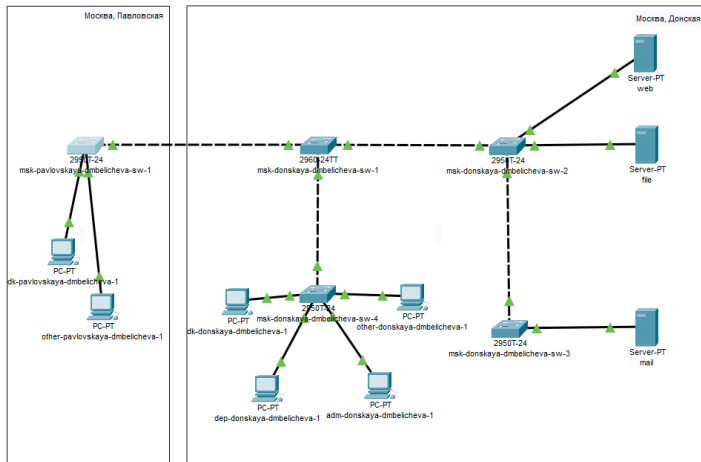 Москва, Павловская
Москва, Донская
Server-PT
web
2950T-24
msk-pavlovskaya-dmbelicheva-sw-1
2960-24TT
msk-donskaya-dmbelicheva-sw-1
2950T-24
msk-donskaya-dmbelicheva-sw-2
Server-PT
file
PC-PT
dk-pavlovskaya-dmbelicheva-1
PC-PT
other-pavlovskaya-dmbelicheva-1
PC-PT
dk-donskaya-dmbelicheva-1
2950T-24
msk-donskaya-dmbelicheva-sw-4
PC-PT
other-donskaya-dmbelicheva-1
2950T-24
msk-donskaya-dmbelicheva-sw-3
Server-PT
mail
PC-PT
dep-donskaya-dmbelicheva-1
PC-PT
adm-donskaya-dmbelicheva-1